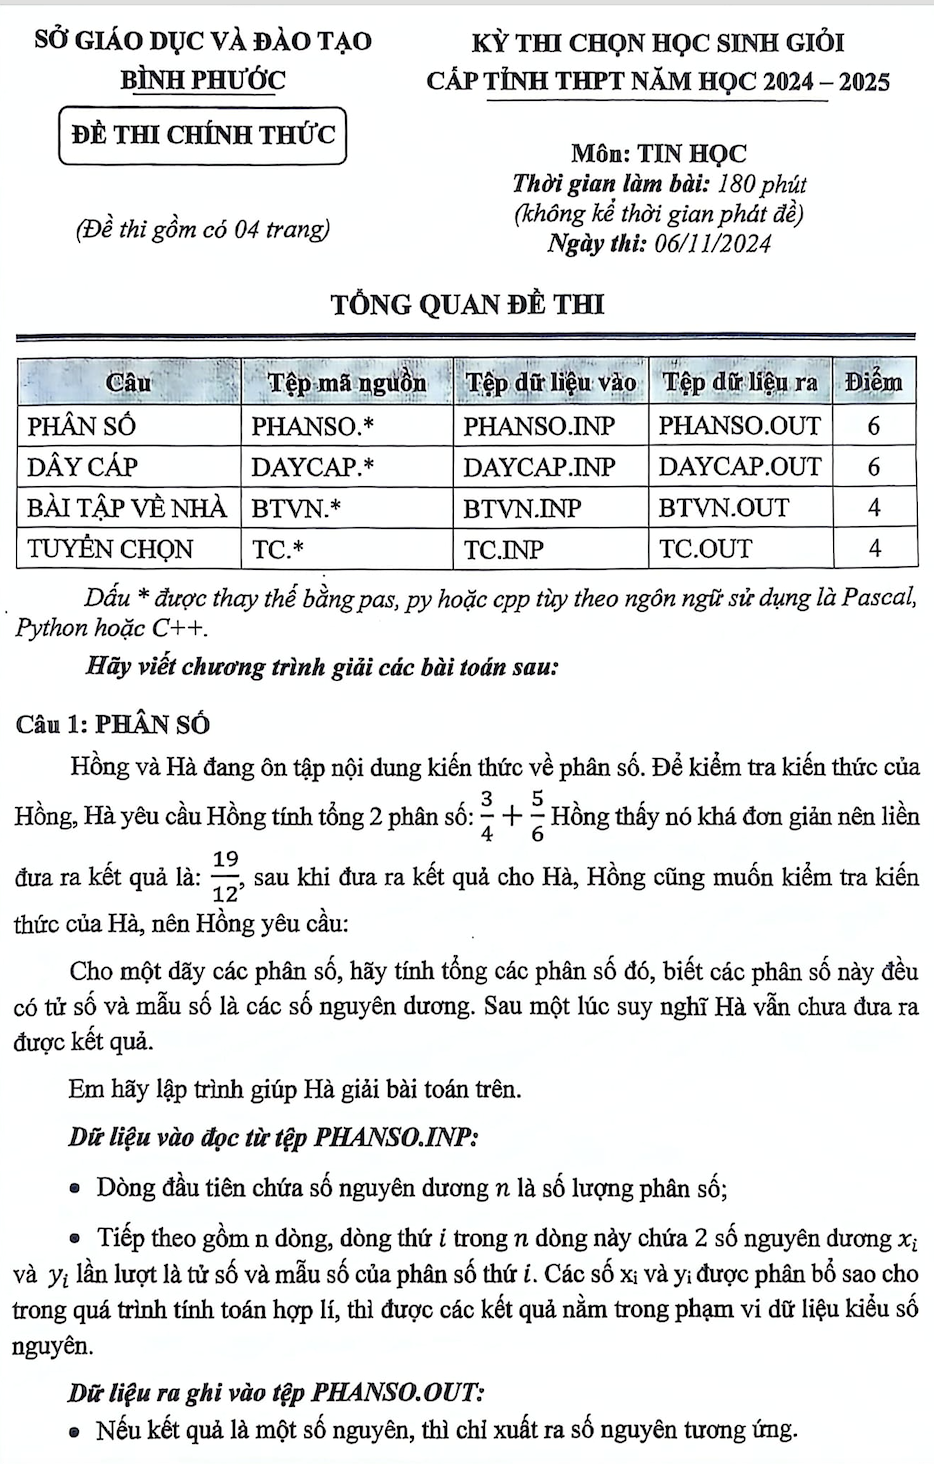 SỞ GIÁO DỤC VÀ ĐÀO TẠO
BÌNH PHƯỚC
ĐỀ THI CHÍNH THỨC
(Đề thi gồm có 04 trang)
KỲ THI CHỌN HỌC SINH GIỎI
CẤP TỈNH THPT NĂM HỌC 2024 – 2025
Môn: TIN HỌC
Thời gian làm bài: 180 phút
(không kể thời gian phát đề)
Ngày thi: 06/11/2024
TỔNG QUAN ĐỀ THI
Câu Tệp mã nguồn Tệp dữ liệu vào Tệp dữ liệu ra Điểm
PHÂN SỐ PHANSO.* PHANSO.INP PHANSO.OUT 6
DÂY CÁP DAYCAP.* DAYCAP.INP DAYCAP.OUT 6
BÀI TẬP VỀ NHÀ BTVN.* BTVN.INP BTVN.OUT 4
TUYỂN CHỌN TC.* TC.INP TC.OUT 4
Dấu * được thay thế bằng pas, py hoặc cpp tùy theo ngôn ngữ sử dụng là Pascal,
Python hoặc C++.
Hãy viết chương trình giải các bài toán sau:
Câu 1: PHÂN SỐ
Hồng và Hà đang ôn tập nội dung kiến thức về phân số. Để kiểm tra kiến thức của
Hồng, Hà yêu cầu Hồng tính tổng 2 phân số: 3/4 + 5/6 Hồng thấy nó khá đơn giản nên liền
đưa ra kết quả là: 19/12, sau khi đưa ra kết quả cho Hà, Hồng cũng muốn kiểm tra kiến
thức của Hà, nên Hồng yêu cầu:
Cho một dãy các phân số, hãy tính tổng các phân số đó, biết các phân số này đều
có tử số và mẫu số là các số nguyên dương. Sau một lúc suy nghĩ Hà vẫn chưa đưa ra
được kết quả.
Em hãy lập trình giúp Hà giải bài toán trên.
Dữ liệu vào đọc từ tệp PHANSO.INP:
• Dòng đầu tiên chứa số nguyên dương n là số lượng phân số;
• Tiếp theo gồm n dòng, dòng thứ i trong n dòng này chứa 2 số nguyên dương xᵢ
và yᵢ lần lượt là tử số và mẫu số của phân số thứ i. Các số xᵢ và yᵢ được phân bổ sao cho
trong quá trình tính toán hợp lí, thì được các kết quả nằm trong phạm vi dữ liệu kiểu số
nguyên.
Dữ liệu ra ghi vào tệp PHANSO.OUT:
• Nếu kết quả là một số nguyên, thì chỉ xuất ra số nguyên tương ứng.